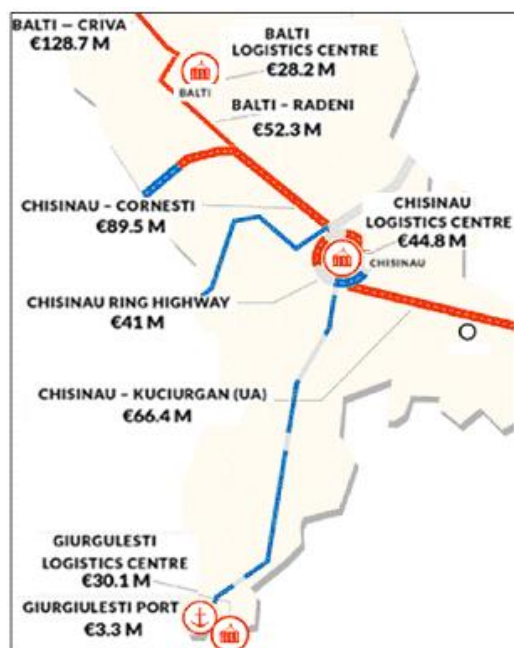 BALTI – CRIVA
€128.7 M
BALTI
LOGISTICS CENTRE
€28.2 M
BALTI
BALTI – RADENI
€52.3 M
CHISINAU – CORNESTI
€89.5 M
CHISINAU
LOGISTICS CENTRE
€44.8 M
CHISINAU
CHISINAU RING HIGHWAY
€41 M
CHISINAU – KUCIURGAN (UA)
€66.4 M
GIURGULESTI
LOGISTICS CENTRE
€30.1 M
GIURGIULESTI PORT
€3.3 M